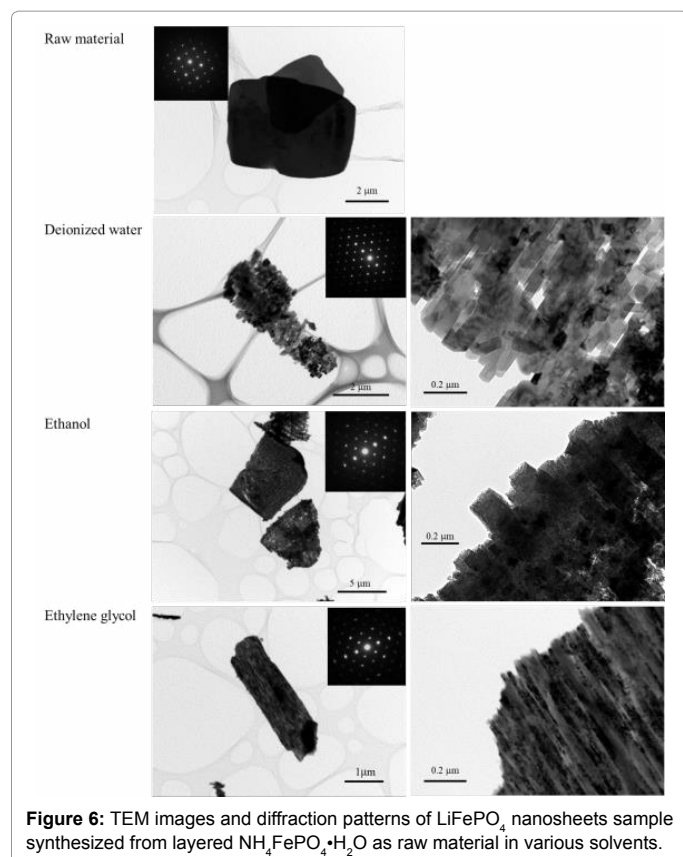 Raw material
2 μm
Deionized water
2 μm
0.2 μm
Ethanol
5 μm
0.2 μm
Ethylene glycol
1μm
0.2 μm
Figure 6: TEM images and diffraction patterns of LiFePO₄ nanosheets sample
synthesized from layered NH₄FePO₄•H₂O as raw material in various solvents.